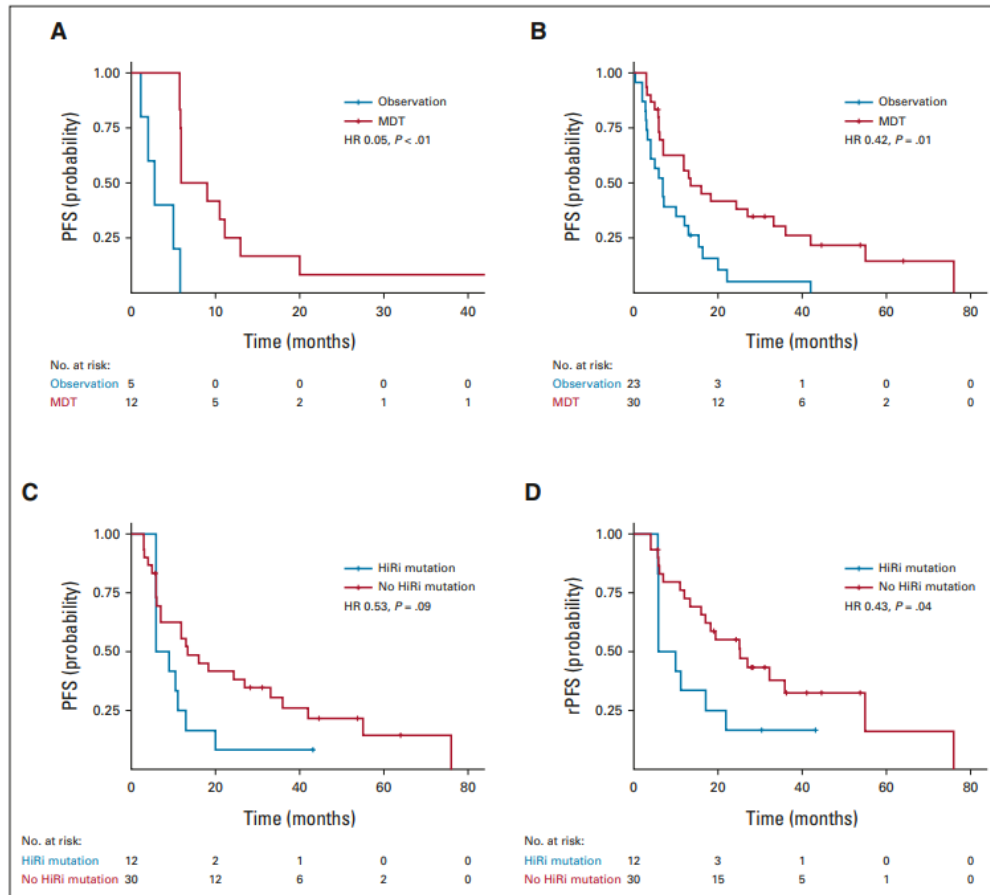 A
PFS (probability)
1.00
0.75
0.50
0.25
Observation
MDT
HR 0.05, P < .01
0 10 20 30 40
Time (months)
No. at risk:
Observation 5 0 0 0 0
MDT 12 5 2 1 1
B
PFS (probability)
1.00
0.75
0.50
0.25
Observation
MDT
HR 0.42, P = .01
0 20 40 60 80
Time (months)
No. at risk:
Observation 23 3 1 0 0
MDT 30 12 6 2 0
C
PFS (probability)
1.00
0.75
0.50
0.25
HiRi mutation
No HiRi mutation
HR 0.53, P = .09
0 20 40 60 80
Time (months)
No. at risk:
HiRi mutation 12 2 1 0 0
No HiRi mutation 30 12 6 2 0
D
rPFS (probability)
1.00
0.75
0.50
0.25
HiRi mutation
No HiRi mutation
HR 0.43, P = .04
0 20 40 60 80
Time (months)
No. at risk:
HiRi mutation 12 3 1 0 0
No HiRi mutation 30 15 5 1 0